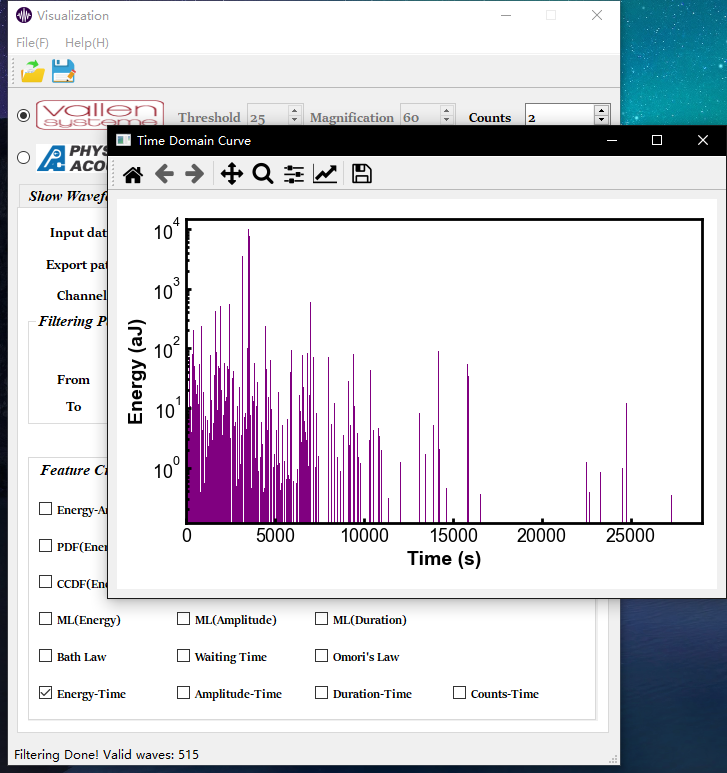 Visualization
File(F) Help(H)
vallen
systeme
Threshold 25 Magnification 60 Counts 2
PHYS
ACOU
Time Domain Curve
Show Wavefo
Input dat
Export pat
Channel
Filtering P
From
To
Feature Cu
Energy-A
PDF(Ener
CCDF(En
Energy (aJ)
10^4
10^3
10^2
10^1
10^0
0 5000 10000 15000 20000 25000
Time (s)
ML(Energy) ML(Amplitude) ML(Duration)
Bath Law Waiting Time Omori's Law
Energy-Time Amplitude-Time Duration-Time Counts-Time
Filtering Done! Valid waves: 515